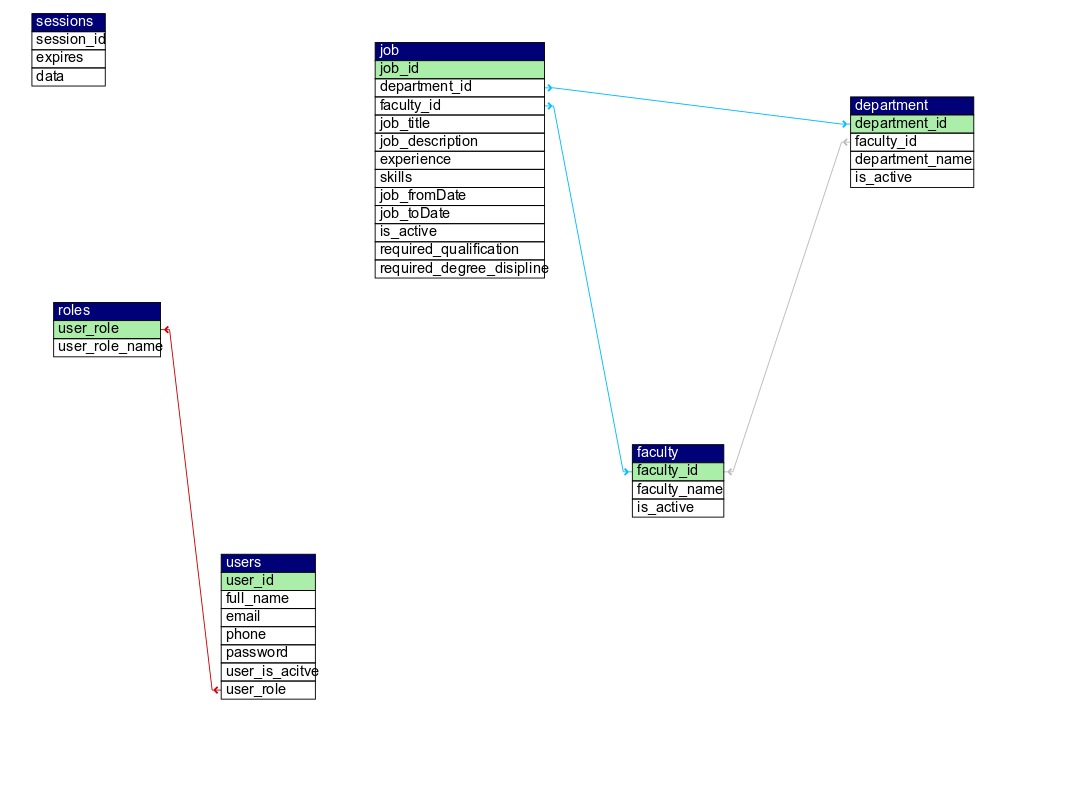 sessions
session_id
expires
data
job
job_id
department_id
faculty_id
job_title
job_description
experience
skills
job_fromDate
job_toDate
is_active
required_qualification
required_degree_disipline
department
department_id
faculty_id
department_name
is_active
roles
user_role
user_role_name
faculty
faculty_id
faculty_name
is_active
users
user_id
full_name
email
phone
password
user_is_acitve
user_role